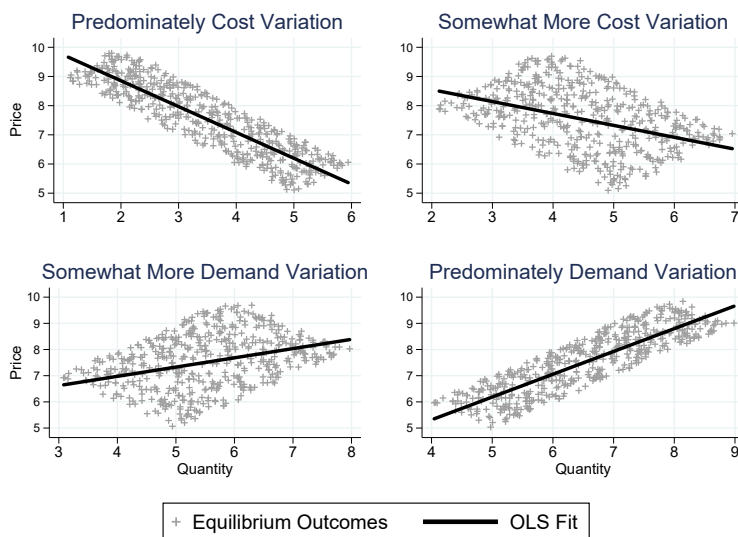 Predominately Cost Variation
Somewhat More Cost Variation
Price
10
9
8
7
6
5
1 2 3 4 5 6
10
9
8
7
6
5
2 3 4 5 6 7
Somewhat More Demand Variation
Predominately Demand Variation
Price
10
9
8
7
6
5
3 4 5 6 7 8
Quantity
10
9
8
7
6
5
4 5 6 7 8 9
Quantity
Equilibrium Outcomes OLS Fit